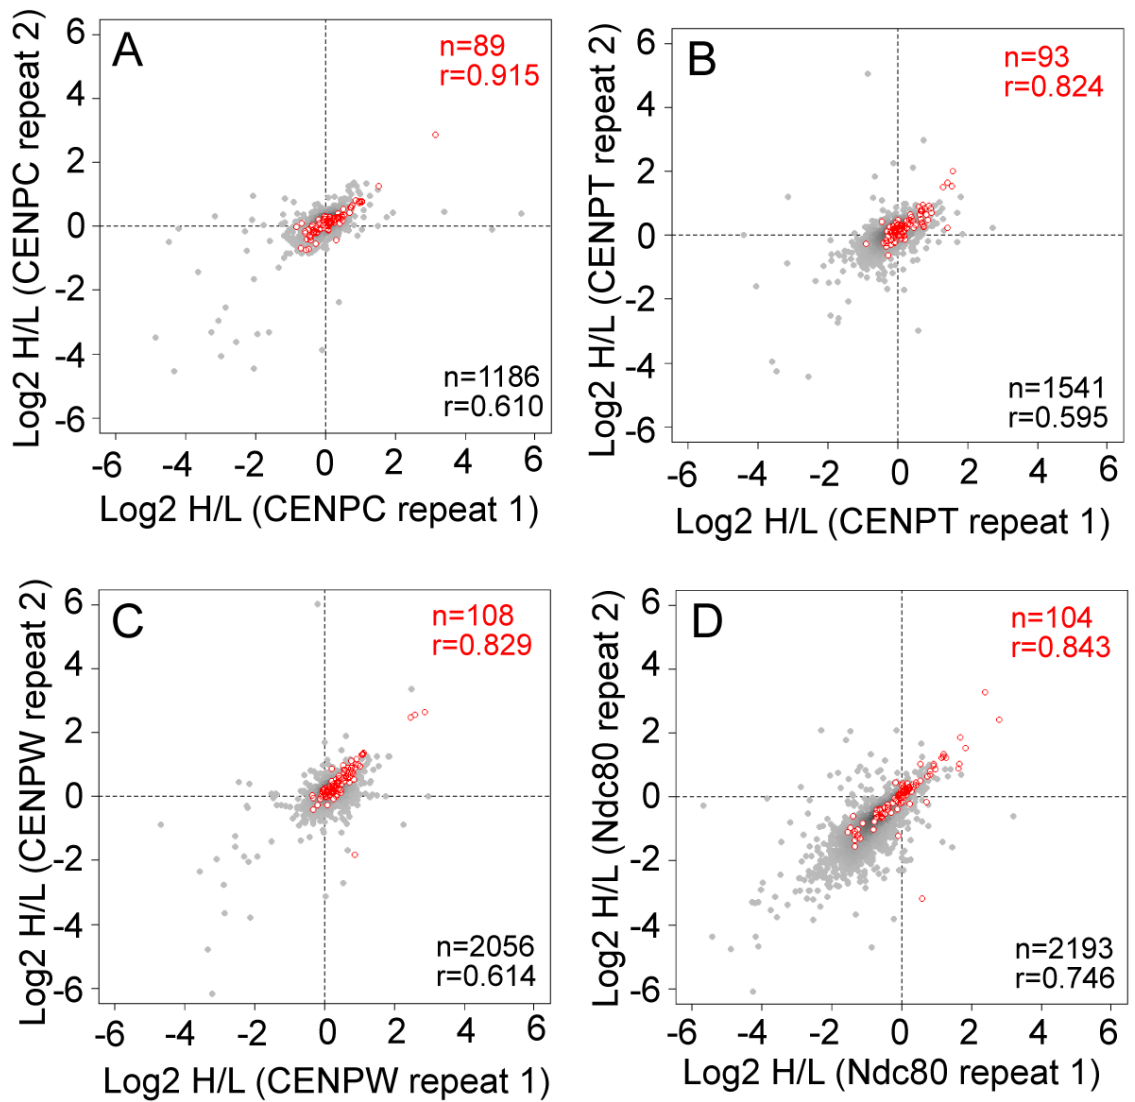 A
n=89
r=0.915
n=1186
r=0.610
6
4
2
0
-2
-4
-6
-6 -4 -2 0 2 4 6
Log2 H/L (CENPC repeat 2)
Log2 H/L (CENPC repeat 1)
B
n=93
r=0.824
n=1541
r=0.595
6
4
2
0
-2
-4
-6
-6 -4 -2 0 2 4 6
Log2 H/L (CENPT repeat 2)
Log2 H/L (CENPT repeat 1)
C
n=108
r=0.829
n=2056
r=0.614
6
4
2
0
-2
-4
-6
-6 -4 -2 0 2 4 6
Log2 H/L (CENPW repeat 2)
Log2 H/L (CENPW repeat 1)
D
n=104
r=0.843
n=2193
r=0.746
6
4
2
0
-2
-4
-6
-6 -4 -2 0 2 4 6
Log2 H/L (Ndc80 repeat 2)
Log2 H/L (Ndc80 repeat 1)